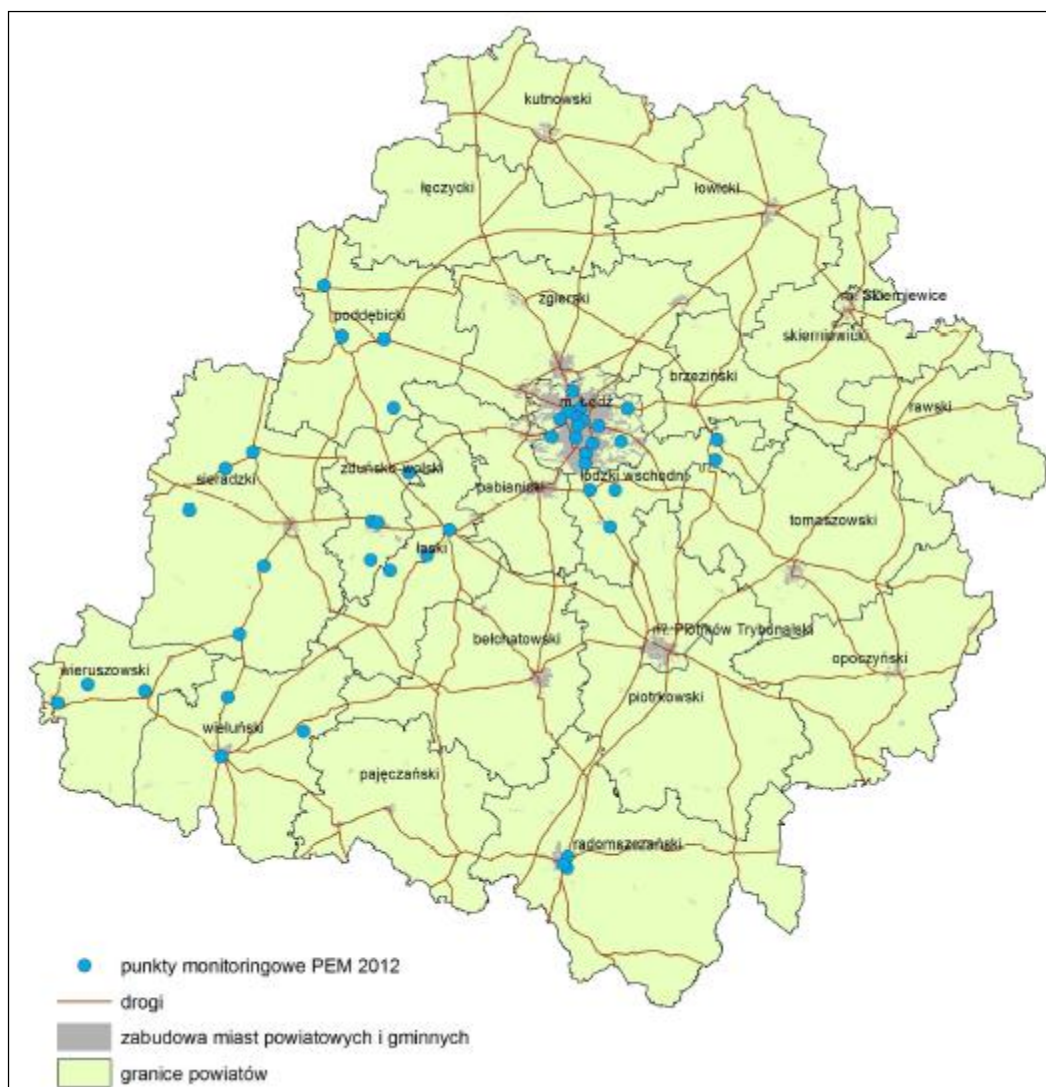 kutnowski
łęczycki
łowicki
zgierski
m. Skierniewice
poddębicki
skierniewicki
brzeziński
m. Łódź
rawski
zduńsko-wolski
sieradzki
pabianicki
łódzki wschodni
tomaszowski
łaski
m. Piotrków Trybunalski
bełchatowski
opoczyński
wieruszowski
piotrkowski
wieluński
pajęczański
radomszczański
punkty monitoringowe PEM 2012
drogi
zabudowa miast powiatowych i gminnych
granice powiatów